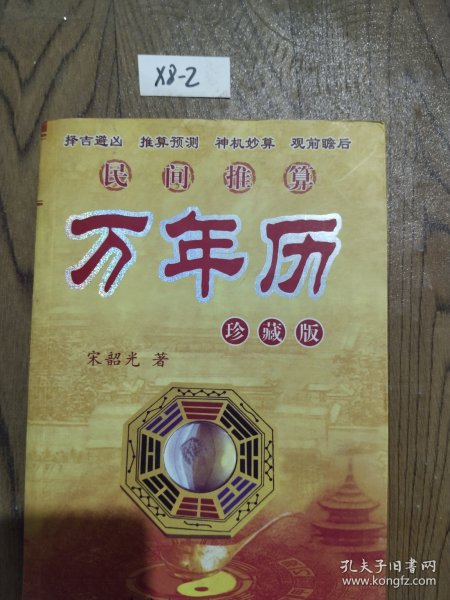 X8-2
择吉避凶 推算预测 神机妙算 观前瞻后
民间推算
万年历
珍藏版
宋韶光 著
孔夫子旧书网
www.kongfz.com